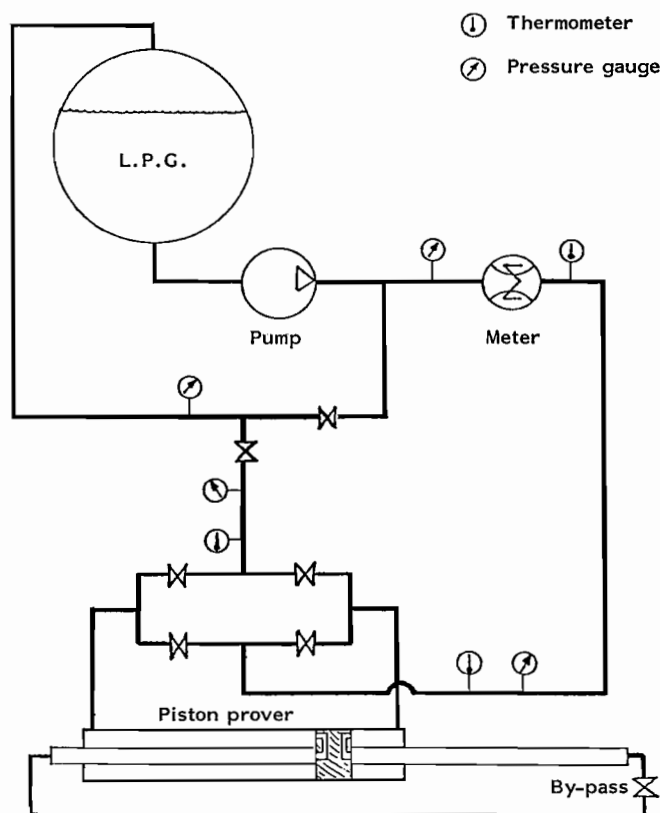 Thermometer
Pressure gauge
L.P.G.
Pump
Meter
Piston prover
By-pass